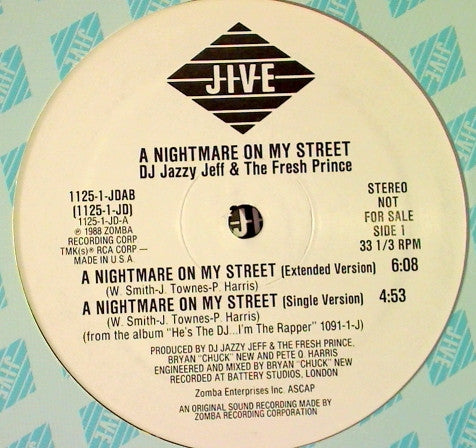 JIVE
A NIGHTMARE ON MY STREET
DJ Jazzy Jeff & The Fresh Prince
1125-1-JDAB
(1125-1-JD)
1125-1-JD-A
℗ 1988 ZOMBA
RECORDING CORP
TMK(s)® RCA CORP —
MADE IN U.S.A.
STEREO
NOT
FOR SALE
SIDE 1
33 1/3 RPM
A NIGHTMARE ON MY STREET (Extended Version) 6:08
(W. Smith-J. Townes-P. Harris)
A NIGHTMARE ON MY STREET (Single Version) 4:53
(W. Smith-J. Townes-P. Harris)
(from the album "He's The DJ...I'm The Rapper" 1091-1-J)
PRODUCED BY DJ JAZZY JEFF & THE FRESH PRINCE,
BRYAN "CHUCK" NEW AND PETE Q. HARRIS
ENGINEERED AND MIXED BY BRYAN "CHUCK" NEW
RECORDED AT BATTERY STUDIOS, LONDON
Zomba Enterprises Inc. ASCAP
AN ORIGINAL SOUND RECORDING MADE BY
ZOMBA RECORDING CORPORATION